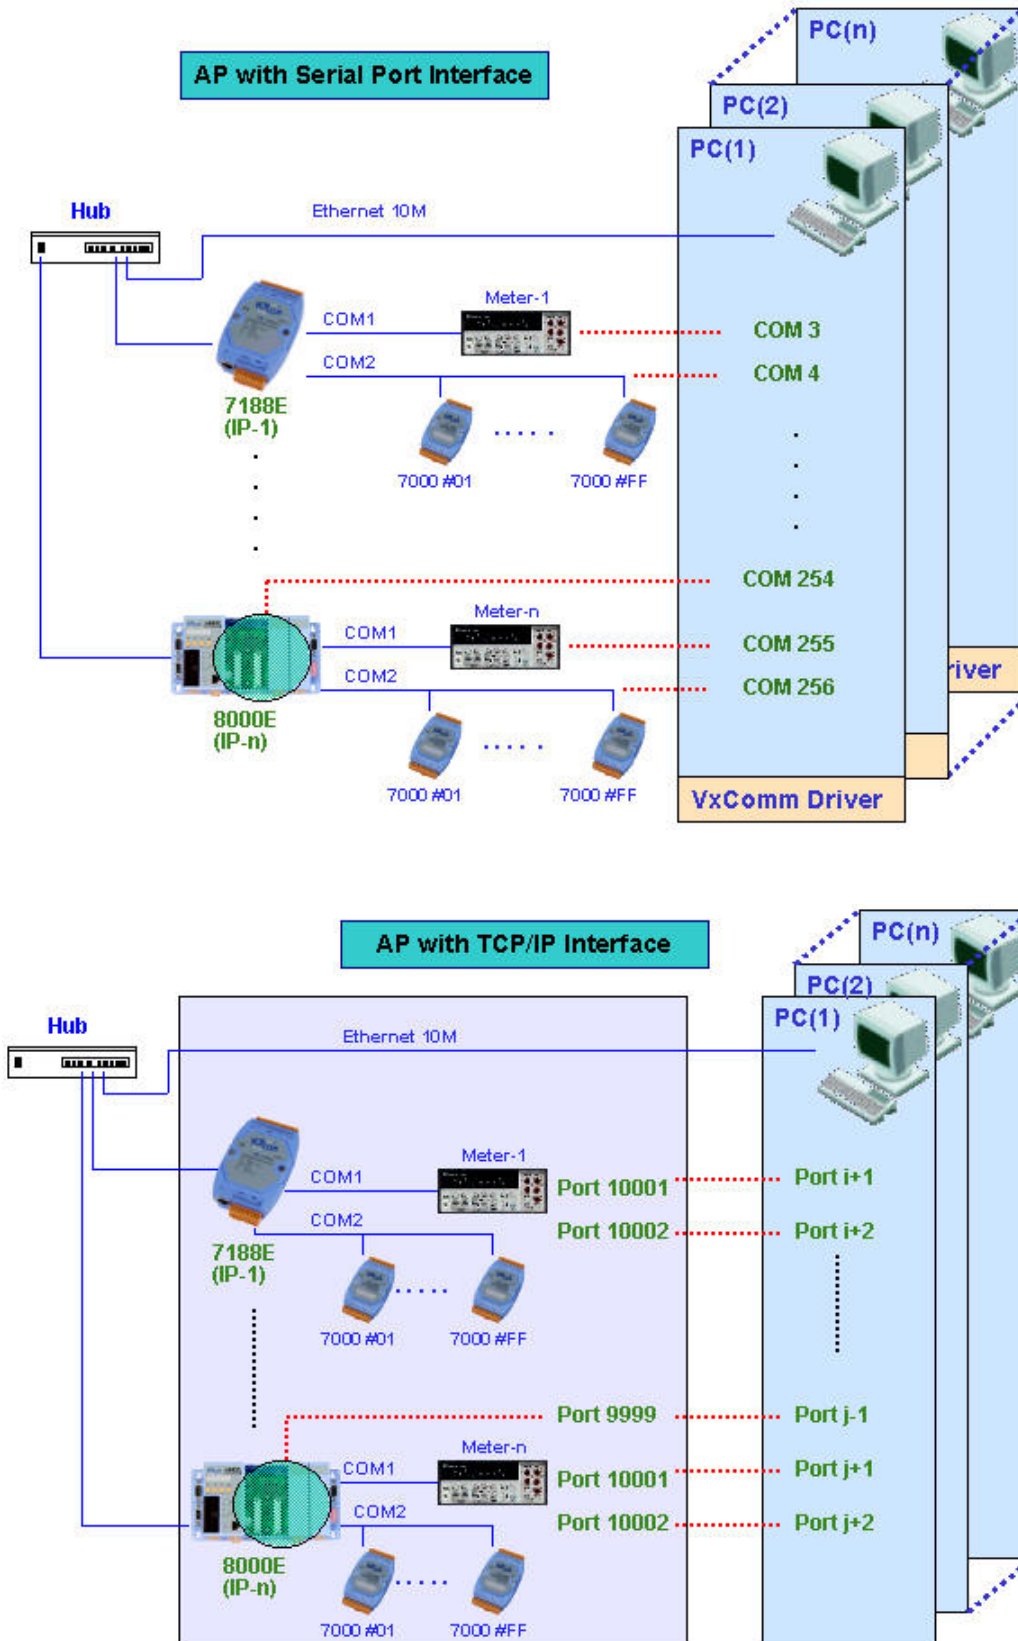 PC(n)
AP with Serial Port Interface
PC(2)
PC(1)
Hub
Ethernet 10M
Meter-1
COM1
COM 3
COM2
COM 4
7188E
(IP-1)
7000 #01
7000 #FF
COM 254
Meter-n
COM1
COM 255
COM2
COM 256
river
8000E
(IP-n)
7000 #01
7000 #FF
VxComm Driver
AP with TCP/IP Interface
PC(n)
PC(2)
PC(1)
Hub
Ethernet 10M
Meter-1
COM1
Port 10001
Port i+1
COM2
Port 10002
Port i+2
7188E
(IP-1)
7000 #01
7000 #FF
Port 9999
Port j-1
Meter-n
COM1
Port 10001
Port j+1
COM2
Port 10002
Port j+2
8000E
(IP-n)
7000 #01
7000 #FF